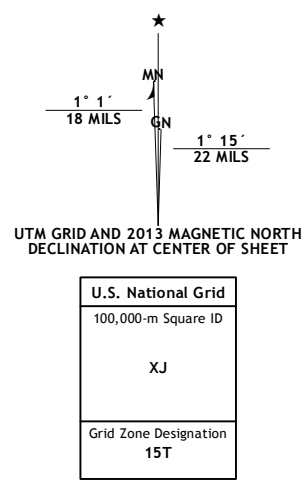 ★
MN
1° 1´
18 MILS
GN
1° 15´
22 MILS
UTM GRID AND 2013 MAGNETIC NORTH
DECLINATION AT CENTER OF SHEET
U.S. National Grid
100,000-m Square ID
XJ
Grid Zone Designation
15T